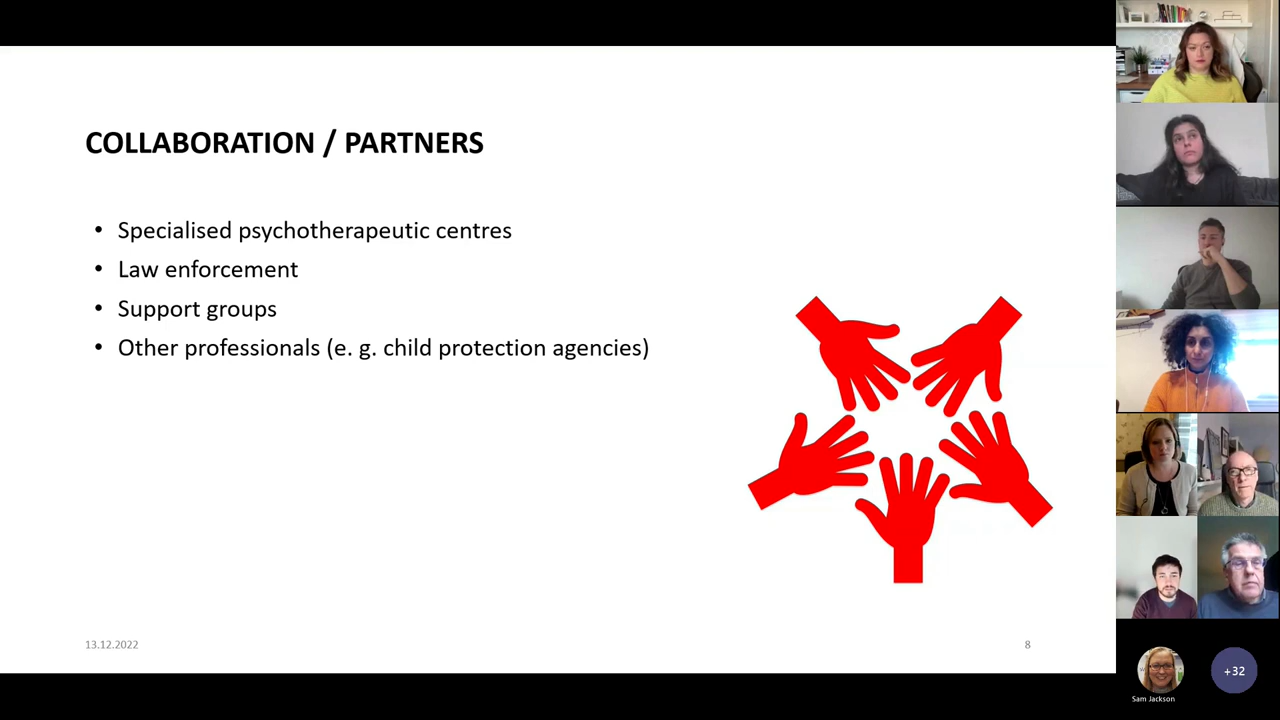 COLLABORATION / PARTNERS
• Specialised psychotherapeutic centres
• Law enforcement
• Support groups
• Other professionals (e. g. child protection agencies)
13.12.2022
8
+32
Sam Jackson